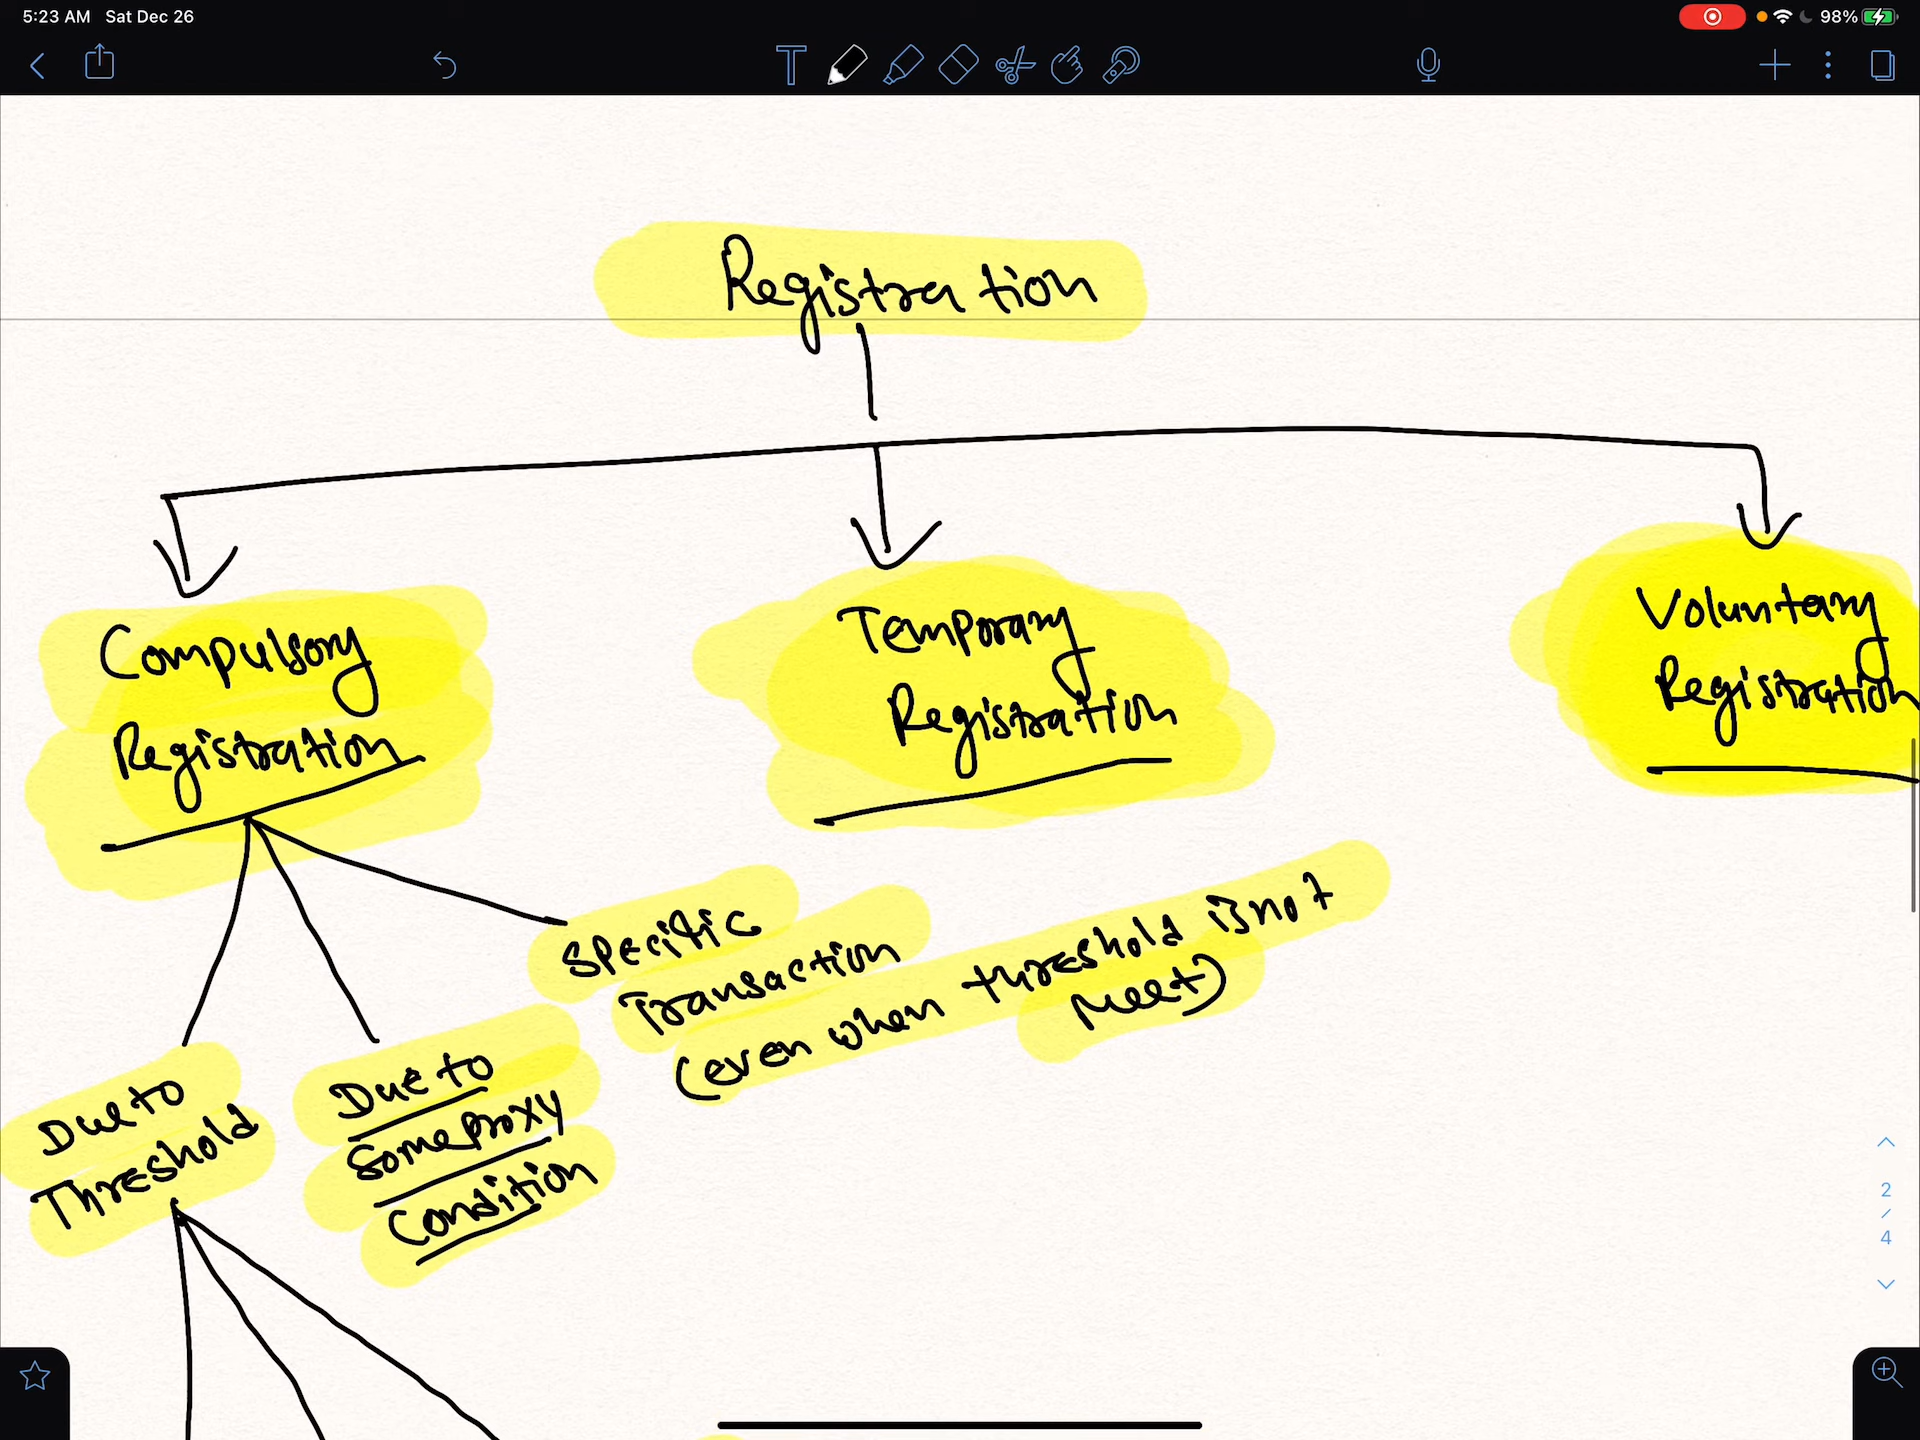 5:23 AM Sat Dec 26
98%
Registration
Compulsory
Registration
Temporary
Registration
Voluntary
Registration
Specific
Transaction
(even when threshold is not
Meet)
Due to
Threshold
Due to
Some Proxy
Condition
2
/
4